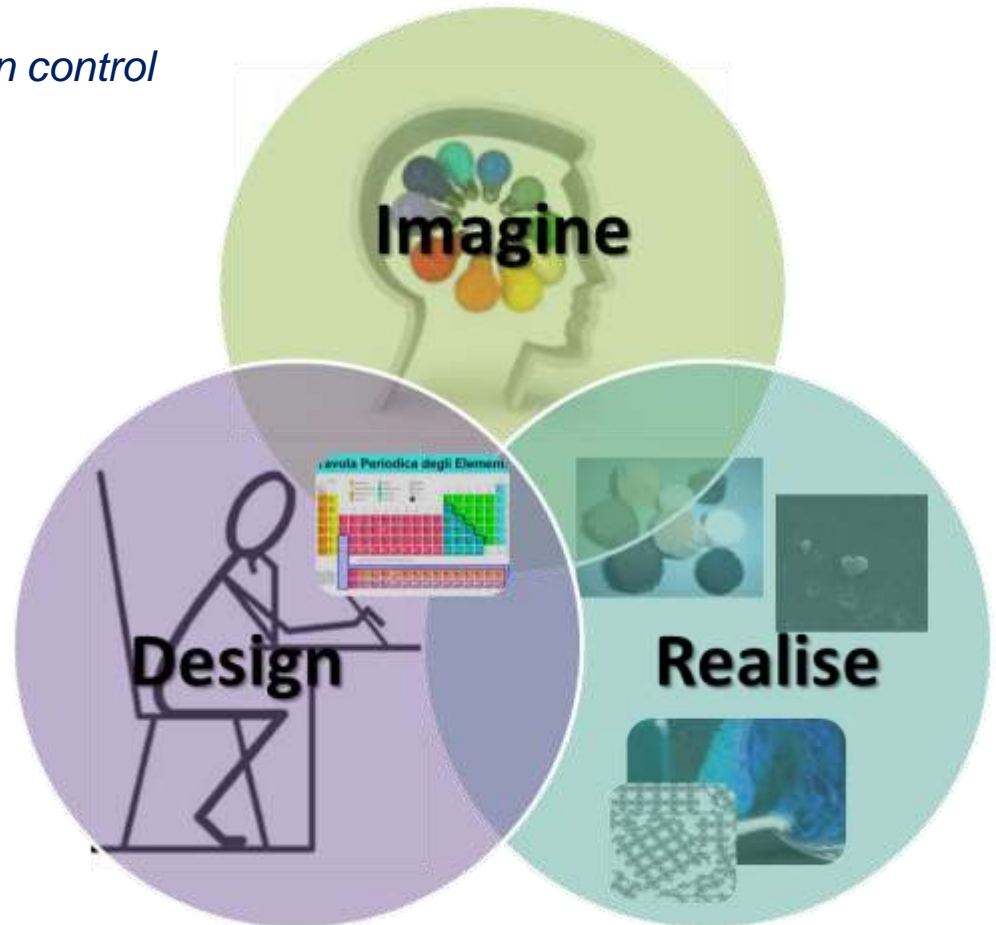 n control
Imagine
avola Periodica degli Elemen
Design
Realise